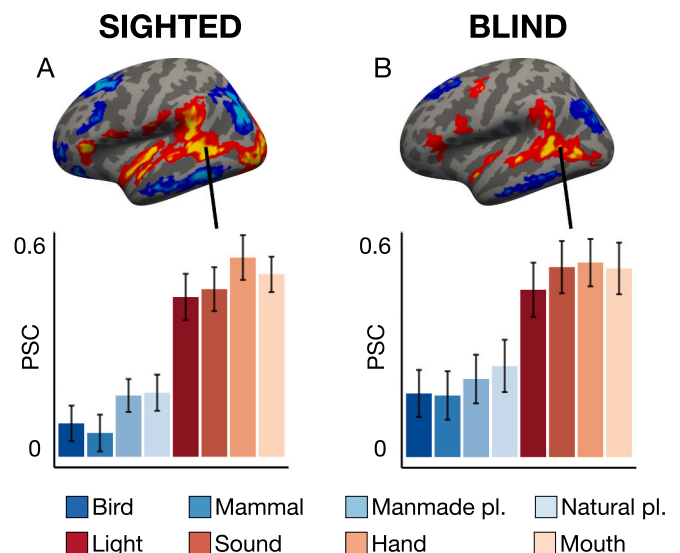 SIGHTED BLIND
A B
0.6 0.6
PSC PSC
0 0
Bird Mammal Manmade pl. Natural pl.
Light Sound Hand Mouth